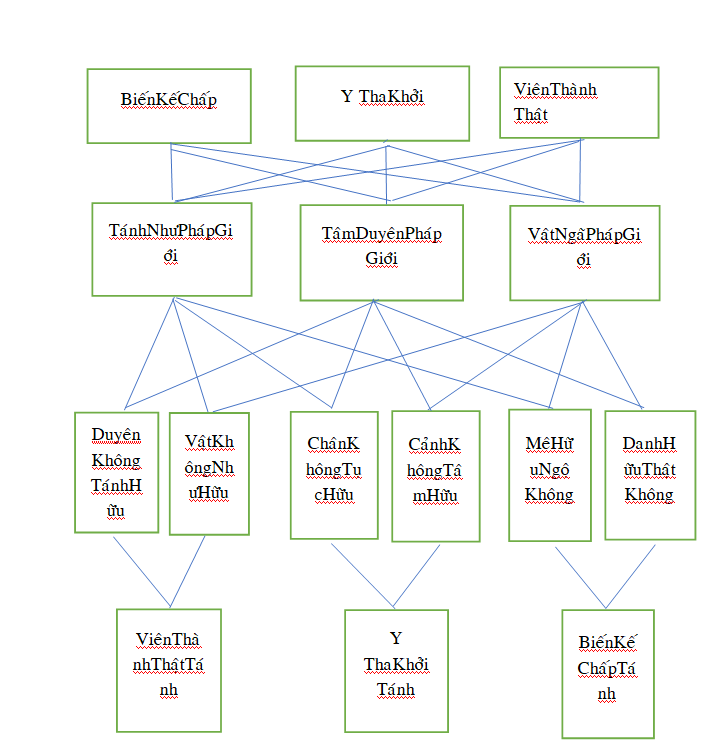 BiếnKếChấp
Y ThaKhởi
ViênThành
Thật
TánhNhưPhápGi
ới
TâmDuyênPháp
Giới
VậtNgãPhápGi
ới
Duyên
Không
TánhH
ữu
VậtKh
ôngNh
ưHữu
ChânK
hôngTụ
cHữu
CảnhK
hôngTâ
mHữu
MêHữ
uNgộ
Không
DanhH
ữuThật
Không
ViênThà
nhThậtTá
nh
Y
ThaKhởi
Tánh
BiếnKế
ChấpTá
nh